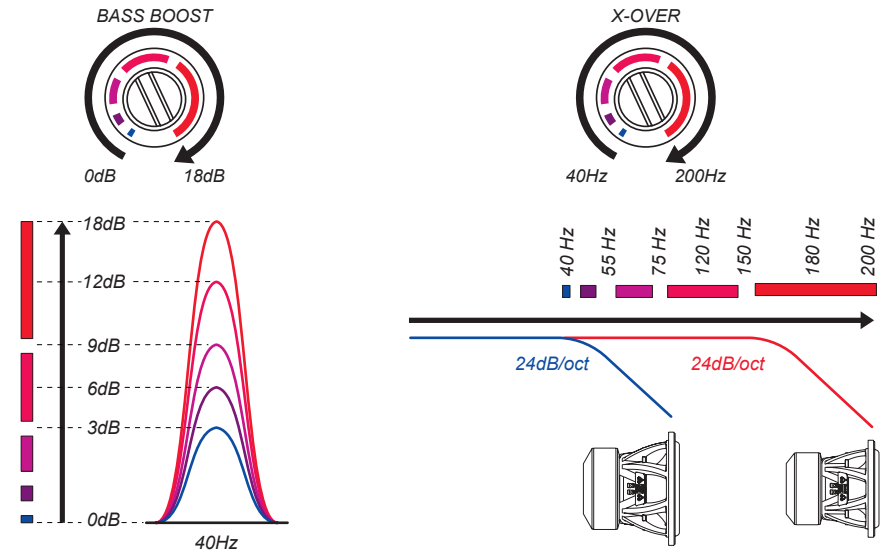 BASS BOOST
0dB
18dB
18dB
12dB
9dB
6dB
3dB
0dB
40Hz
X-OVER
40Hz
200Hz
40 Hz
55 Hz
75 Hz
120 Hz
150 Hz
180 Hz
200 Hz
24dB/oct
24dB/oct